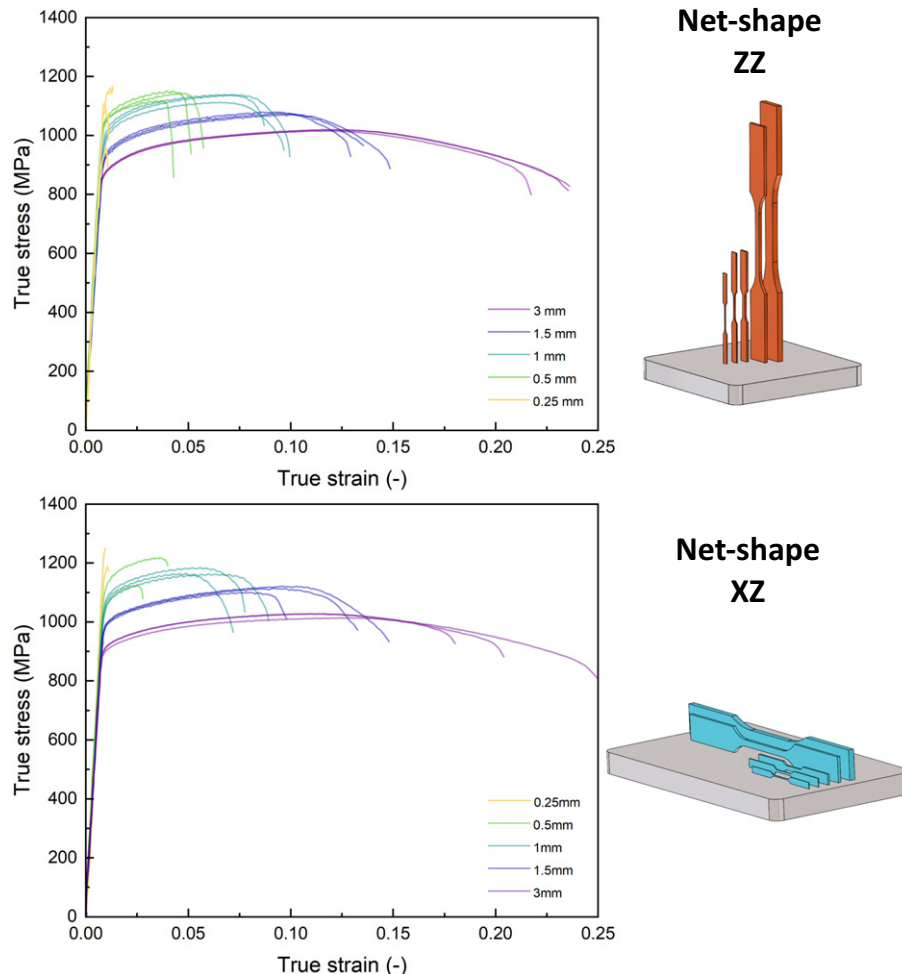 Net-shape
ZZ
1400
1200
1000
800
600
400
200
0
True stress (MPa)
3 mm
1.5 mm
1 mm
0.5 mm
0.25 mm
0.00
0.05
0.10
0.15
0.20
0.25
True strain (-)
Net-shape
XZ
1400
1200
1000
800
600
400
200
0
True stress (MPa)
0.25mm
0.5mm
1mm
1.5mm
3mm
0.00
0.05
0.10
0.15
0.20
0.25
True strain (-)